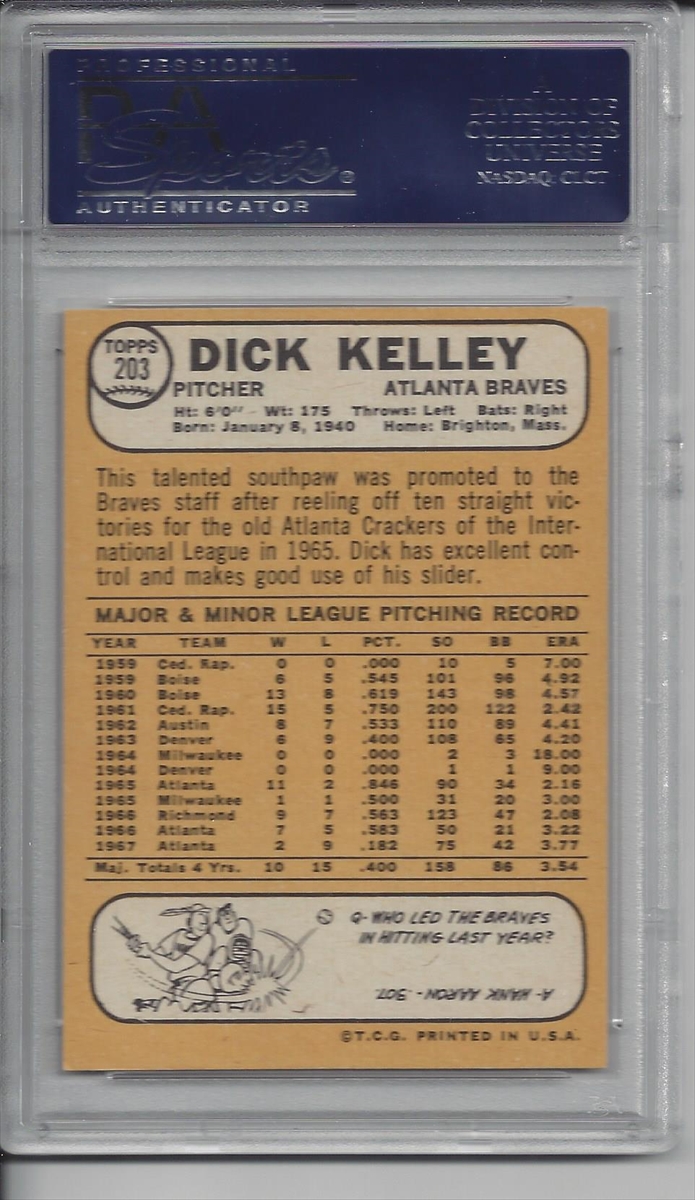 PROFESSIONAL
PSA
Sports®
AUTHENTICATOR
A
DIVISION OF
COLLECTORS
UNIVERSE
NASDAQ: CLCT
TOPPS
203
DICK KELLEY
PITCHER ATLANTA BRAVES
Ht: 6'0" Wt: 175 Throws: Left Bats: Right
Born: January 8, 1940 Home: Brighton, Mass.
This talented southpaw was promoted to the
Braves staff after reeling off ten straight vic-
tories for the old Atlanta Crackers of the Inter-
national League in 1965. Dick has excellent con-
trol and makes good use of his slider.
MAJOR & MINOR LEAGUE PITCHING RECORD
YEAR TEAM W L PCT. SO BB ERA
1959 Ced. Rap. 0 0 .000 10 5 7.00
1959 Boise 6 5 .545 101 96 4.92
1960 Boise 13 8 .619 143 98 4.57
1961 Ced. Rap. 15 5 .750 200 122 2.42
1962 Austin 8 7 .533 110 89 4.41
1963 Denver 6 9 .400 108 65 4.20
1964 Milwaukee 0 0 .000 2 3 18.00
1964 Denver 0 0 .000 1 1 9.00
1965 Atlanta 11 2 .846 90 34 2.16
1965 Milwaukee 1 1 .500 31 20 3.00
1966 Richmond 9 7 .563 123 47 2.08
1966 Atlanta 7 5 .583 50 21 3.22
1967 Atlanta 2 9 .182 75 42 3.77
Maj. Totals 4 Yrs. 10 15 .400 158 86 3.54
Q- WHO LED THE BRAVES
IN HITTING LAST YEAR?
A- HANK AARON - .307.
©T.C.G. PRINTED IN U.S.A.